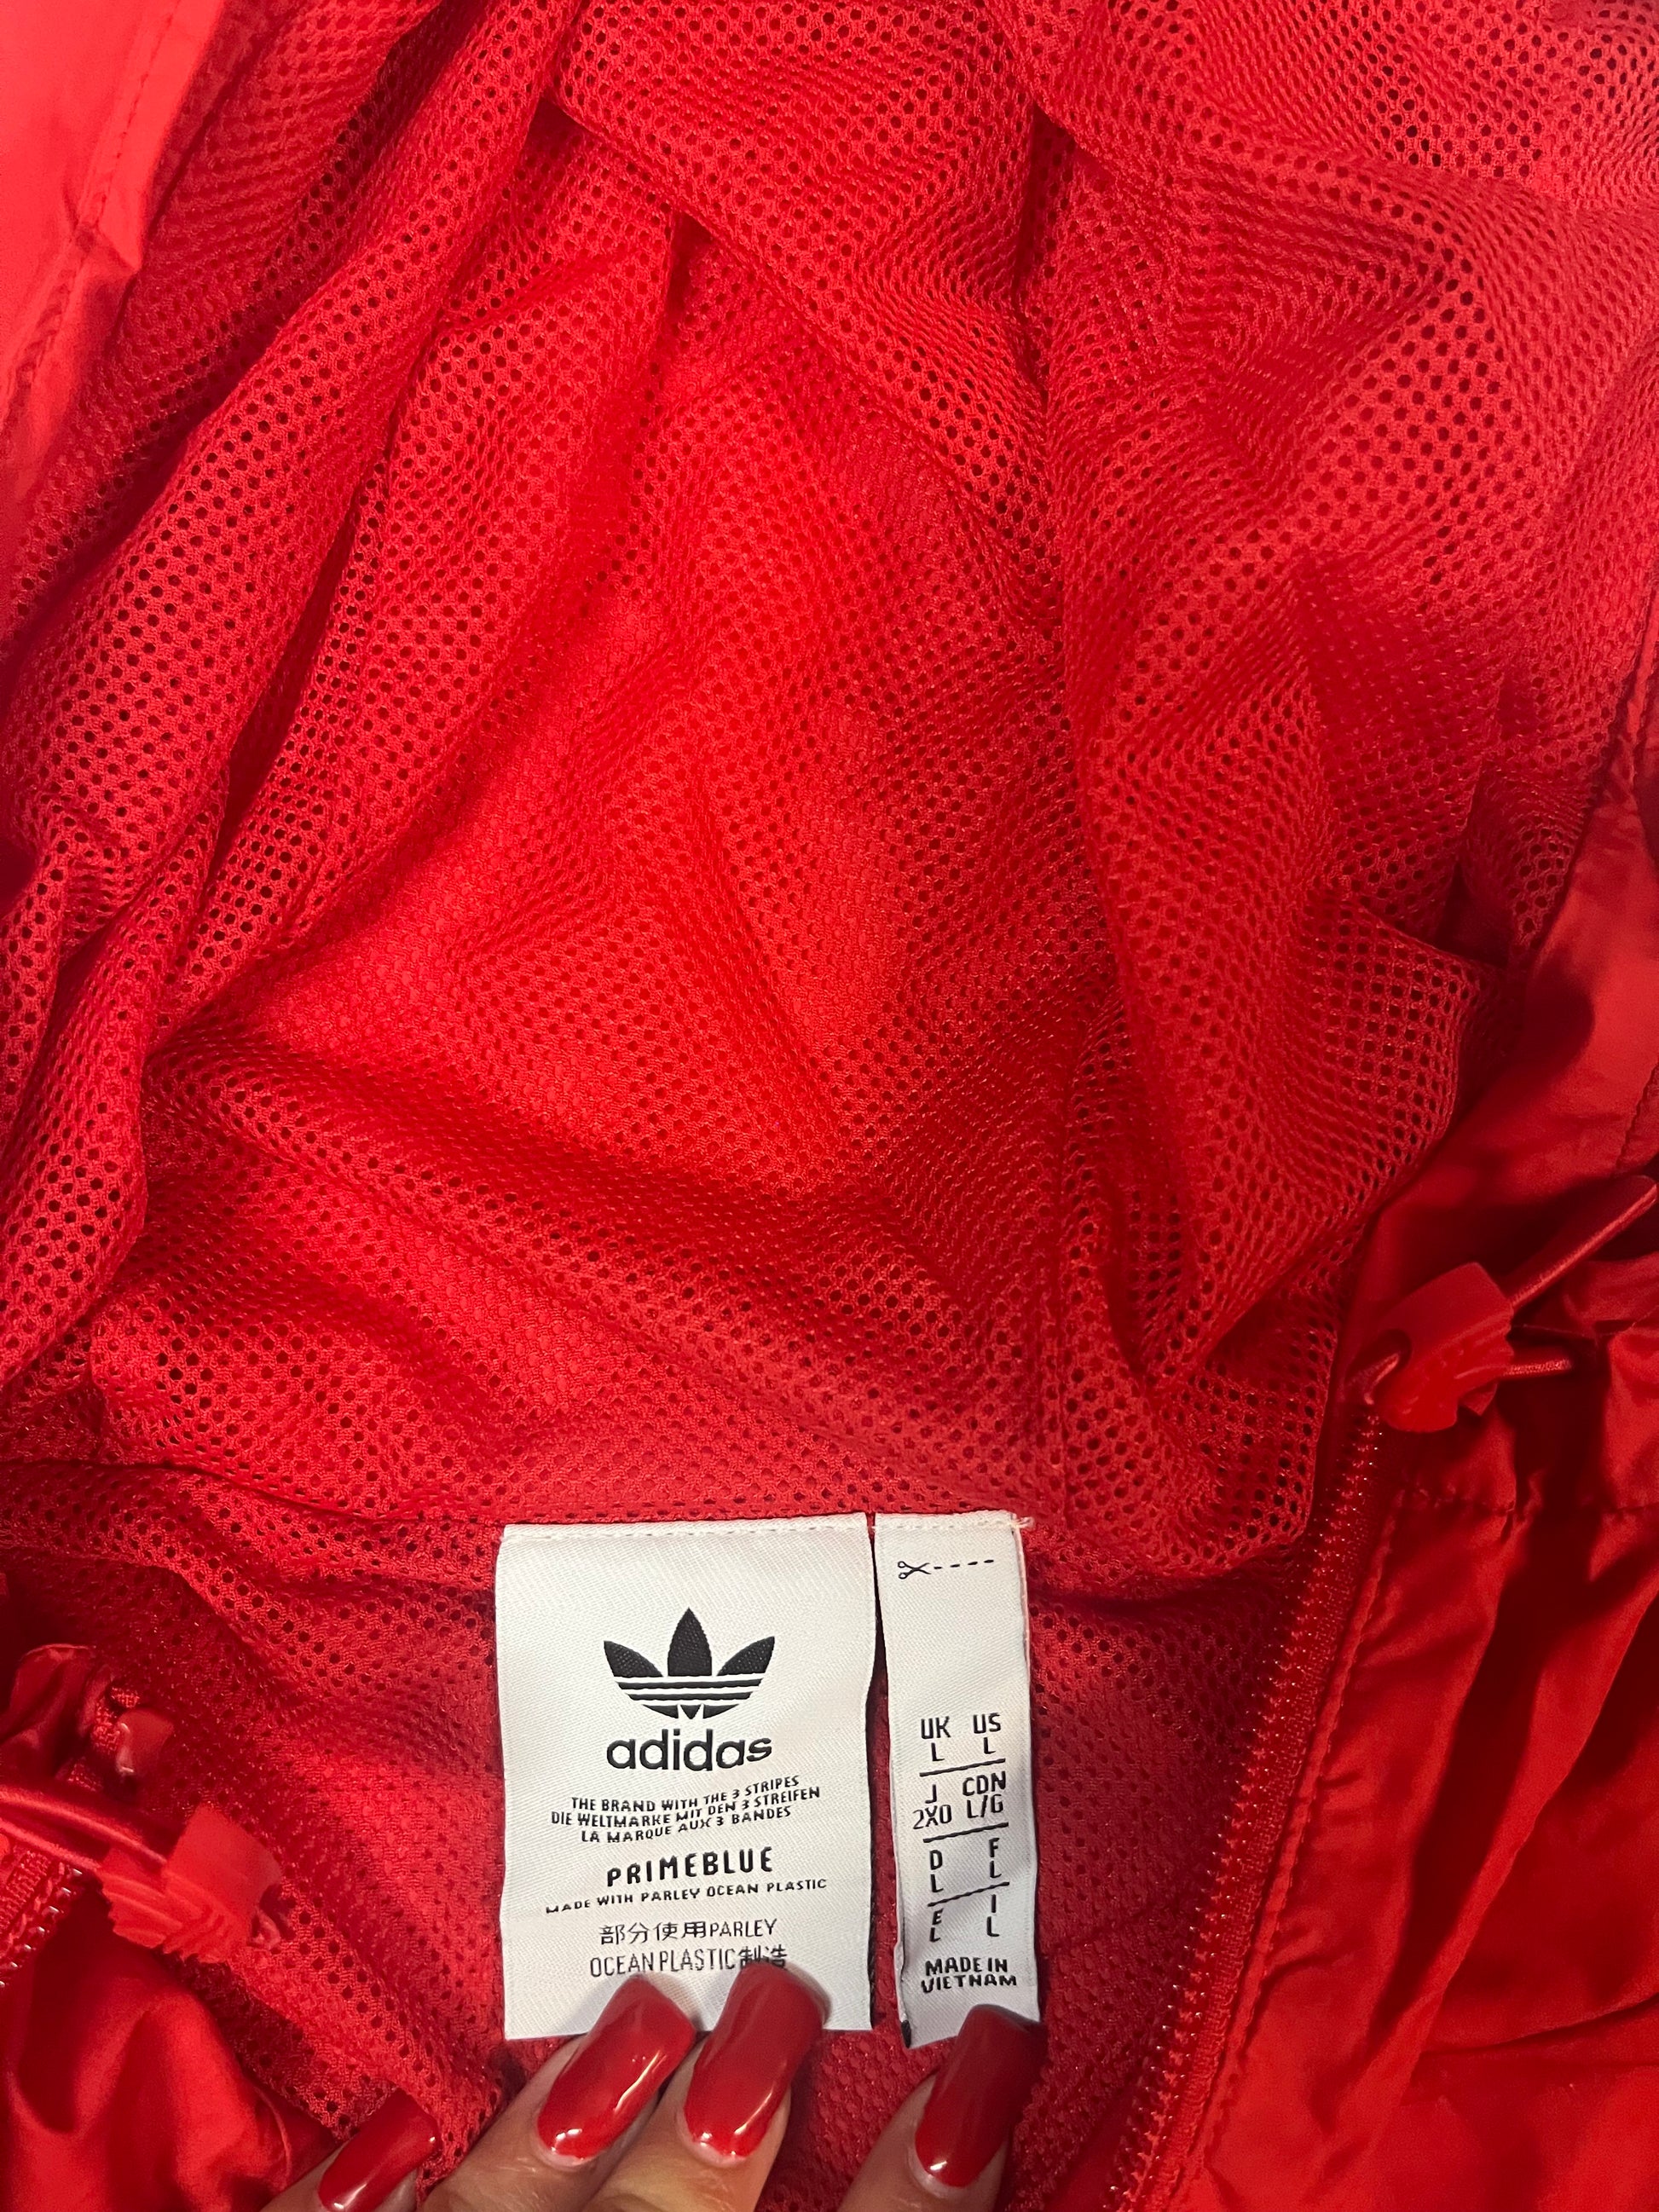 adidas
THE BRAND WITH THE 3 STRIPES
DIE WELTMARKE MIT DEN 3 STREIFEN
LA MARQUE AUX 3 BANDES
PRIMEBLUE
MADE WITH PARLEY OCEAN PLASTIC
部分使用PARLEY
OCEAN PLASTIC制造
UK US
L L
J CDN
2XO L/G
D F
L L
E I
L L
MADE IN
VIETNAM